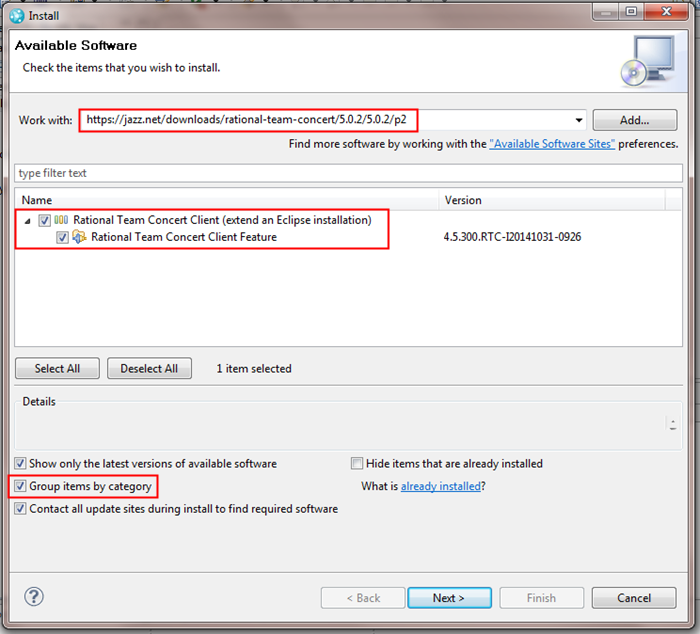 Install
Available Software
Check the items that you wish to install.
Work with: https://jazz.net/downloads/rational-team-concert/5.0.2/5.0.2/p2 Add...
Find more software by working with the "Available Software Sites" preferences.
type filter text
Name Version
Rational Team Concert Client (extend an Eclipse installation)
Rational Team Concert Client Feature 4.5.300.RTC-I20141031-0926
Select All Deselect All 1 item selected
Details
Show only the latest versions of available software Hide items that are already installed
Group items by category What is already installed?
Contact all update sites during install to find required software
? < Back Next > Finish Cancel